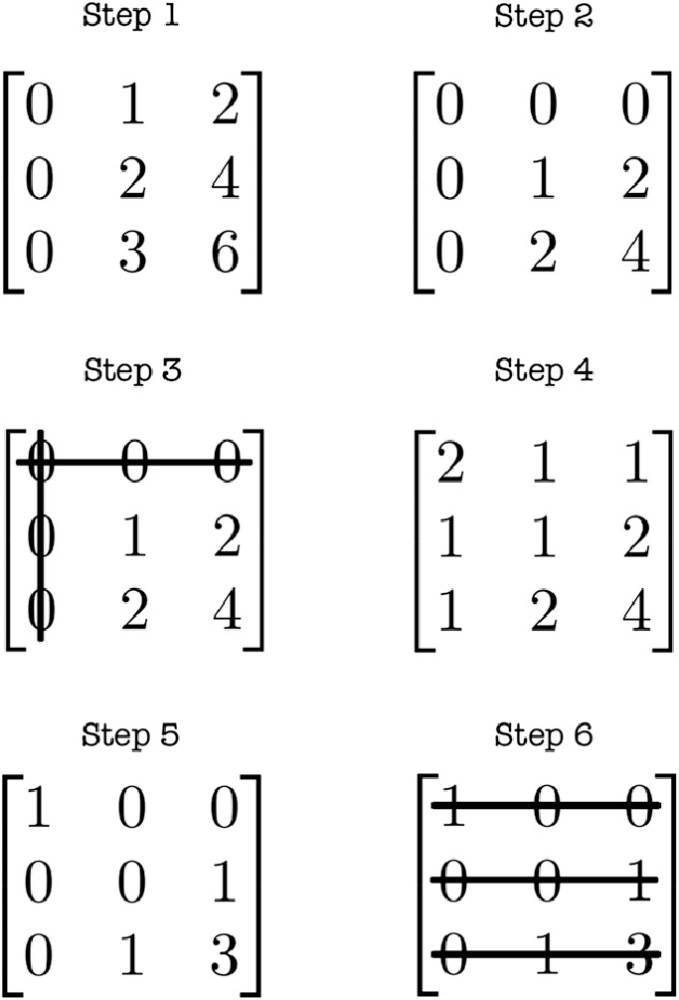 Step 1
0 1 2
0 2 4
0 3 6
Step 2
0 0 0
0 1 2
0 2 4
Step 3
0 0 0
0 1 2
0 2 4
Step 4
2 1 1
1 1 2
1 2 4
Step 5
1 0 0
0 0 1
0 1 3
Step 6
1 0 0
0 0 1
0 1 3